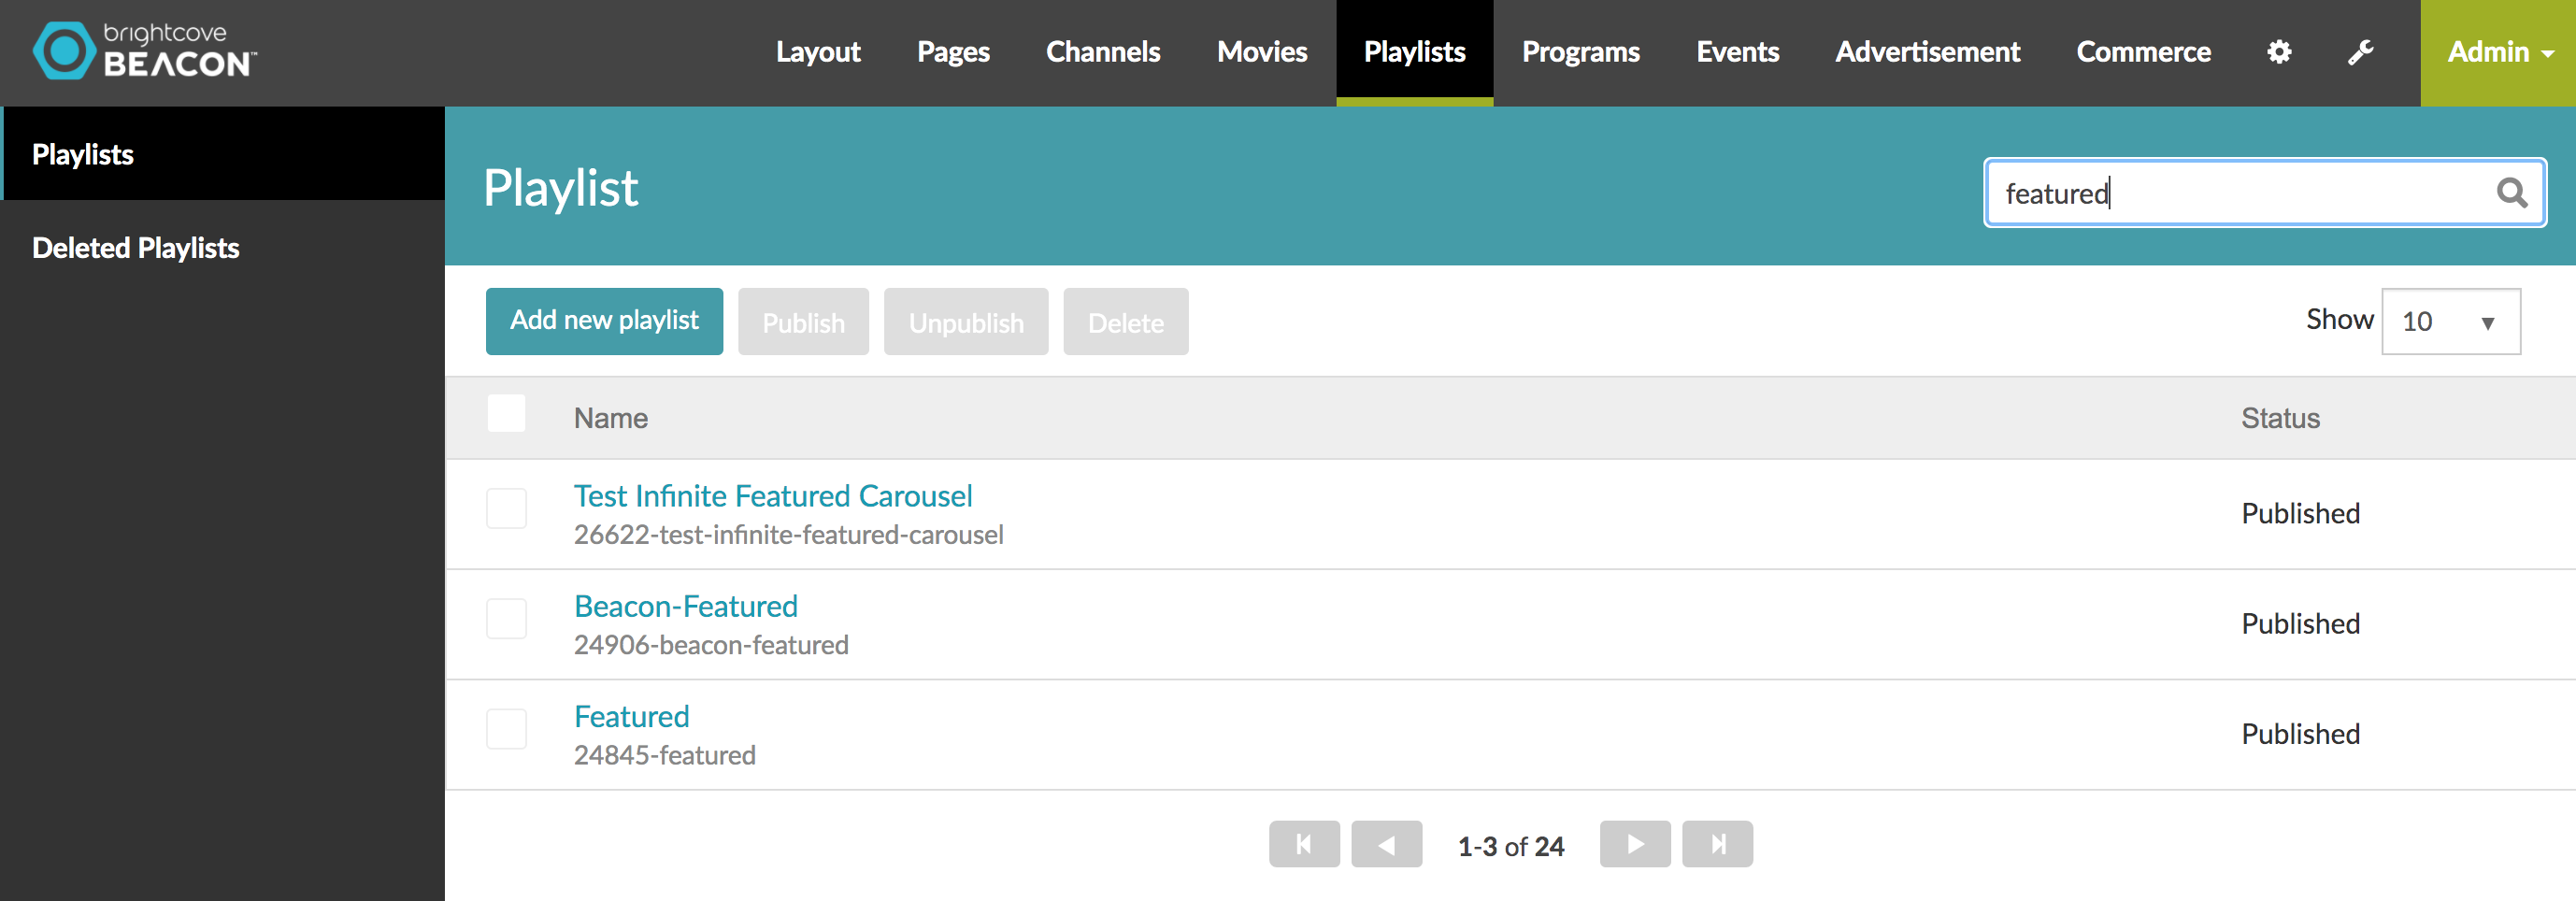 brightcove
BEACON™
Layout Pages Channels Movies Playlists Programs Events Advertisement Commerce Admin
Playlists
Deleted Playlists
Playlist
featured
Add new playlist Publish Unpublish Delete
Show 10
Name Status
Test Infinite Featured Carousel
26622-test-infinite-featured-carousel
Published
Beacon-Featured
24906-beacon-featured
Published
Featured
24845-featured
Published
1-3 of 24